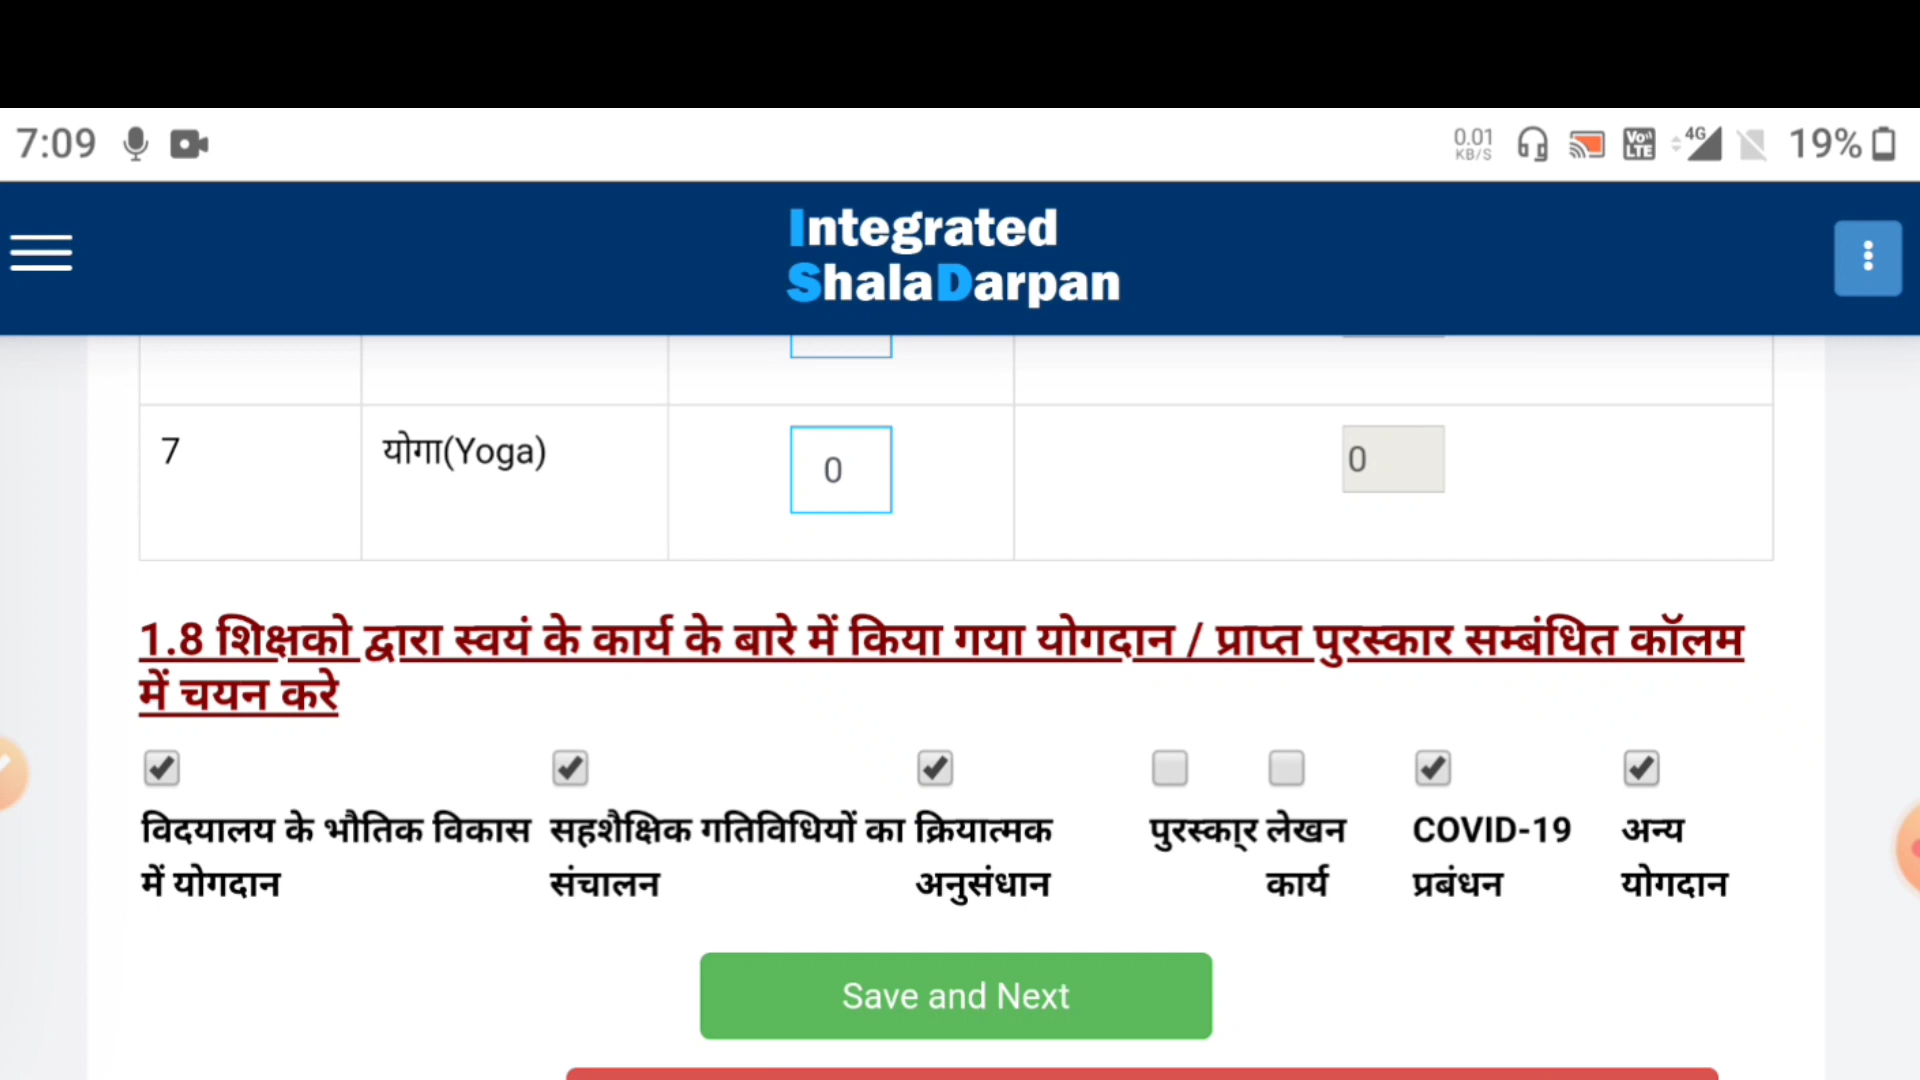 7:09
0.01
KB/S
Vo))
LTE
4G
19%
Integrated
ShalaDarpan
7 योगा(Yoga) 0 0
1.8 शिक्षको द्वारा स्वयं के कार्य के बारे में किया गया योगदान / प्राप्त पुरस्कार सम्बंधित कॉलम
में चयन करे
विदयालय के भौतिक विकास सहशैक्षिक गतिविधियों का क्रियात्मक पुरस्का्र लेखन COVID-19 अन्य
में योगदान संचालन अनुसंधान कार्य प्रबंधन योगदान
Save and Next